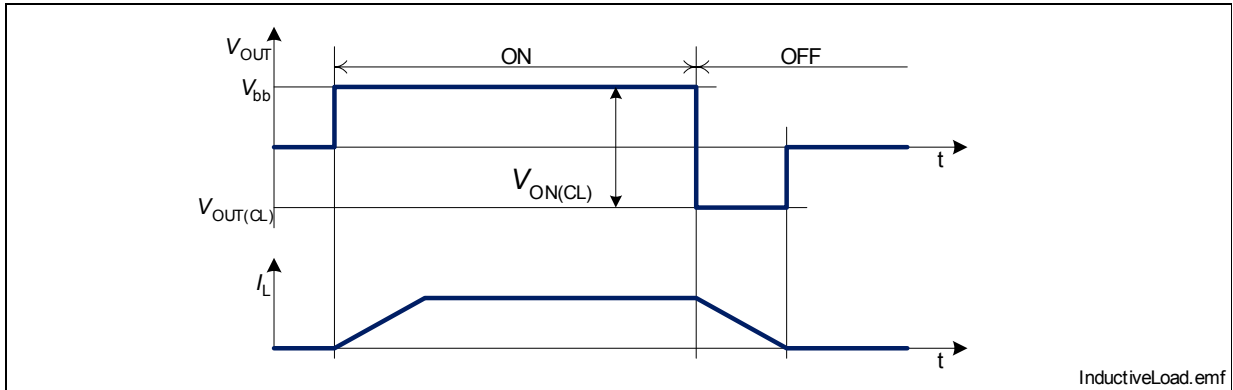 V_OUT
ON
OFF
V_bb
t
V_ON(CL)
V_OUT(CL)
I_L
t
InductiveLoad.emf